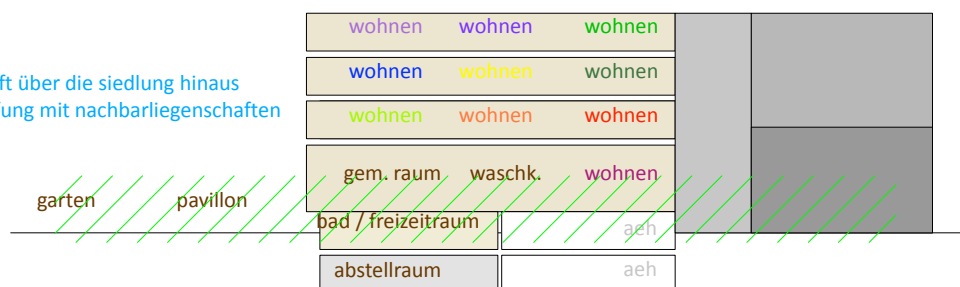 wohnen wohnen wohnen
ft über die siedlung hinaus
wohnen wohnen wohnen
fung mit nachbarliegenschaften
wohnen wohnen wohnen
gem. raum waschk. wohnen
garten pavillon
bad / freizeitraum aeh
abstellraum aeh